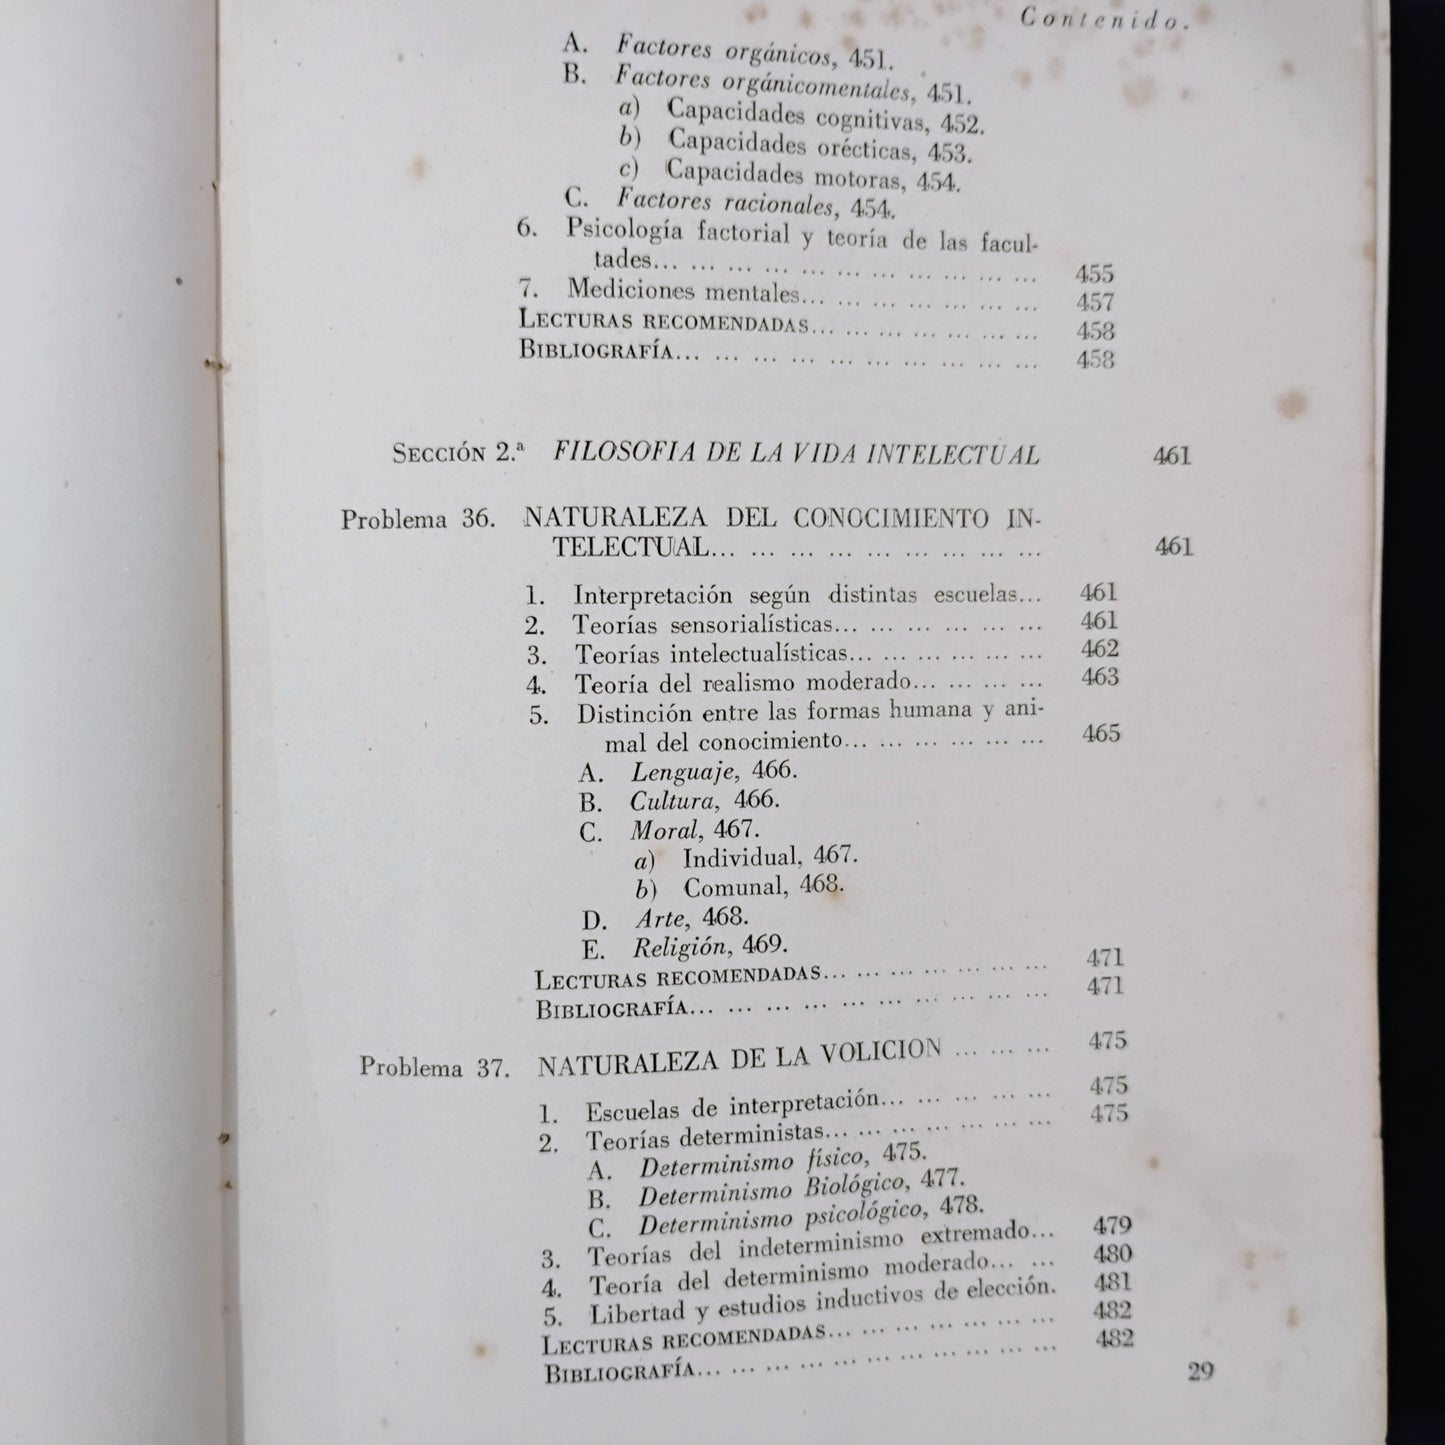 Contenido.
A. Factores orgánicos, 451.
B. Factores orgánicomentales, 451.
a) Capacidades cognitivas, 452.
b) Capacidades orécticas, 453.
c) Capacidades motoras, 454.
C. Factores racionales, 454.
6. Psicología factorial y teoría de las facul-
tades... ... ... ... ... ... ... ... ... ... ... 455
7. Mediciones mentales... ... ... ... ... ... ... 457
LECTURAS RECOMENDADAS... ... ... ... ... ... ... 458
BIBLIOGRAFÍA... ... ... ... ... ... ... ... ... ... 458
SECCIÓN 2.ª FILOSOFIA DE LA VIDA INTELECTUAL 461
Problema 36. NATURALEZA DEL CONOCIMIENTO IN-
TELECTUAL... ... ... ... ... ... ... ... ... 461
1. Interpretación según distintas escuelas... 461
2. Teorías sensorialísticas... ... ... ... ... ... 461
3. Teorías intelectualísticas... ... ... ... ... ... 462
4. Teoría del realismo moderado... ... ... ... 463
5. Distinción entre las formas humana y ani-
mal del conocimiento... ... ... ... ... ... 465
A. Lenguaje, 466.
B. Cultura, 466.
C. Moral, 467.
a) Individual, 467.
b) Comunal, 468.
D. Arte, 468.
E. Religión, 469.
LECTURAS RECOMENDADAS... ... ... ... ... ... ... 471
BIBLIOGRAFÍA... ... ... ... ... ... ... ... ... ... 471
Problema 37. NATURALEZA DE LA VOLICION ... ... ... 475
1. Escuelas de interpretación... ... ... ... ... 475
2. Teorías deterministas... ... ... ... ... ... ... 475
A. Determinismo físico, 475.
B. Determinismo Biológico, 477.
C. Determinismo psicológico, 478.
3. Teorías del indeterminismo extremado... 479
4. Teoría del determinismo moderado... ... 480
5. Libertad y estudios inductivos de elección. 481
LECTURAS RECOMENDADAS... ... ... ... ... ... ... 482
BIBLIOGRAFÍA... ... ... ... ... ... ... ... ... ... 482
29